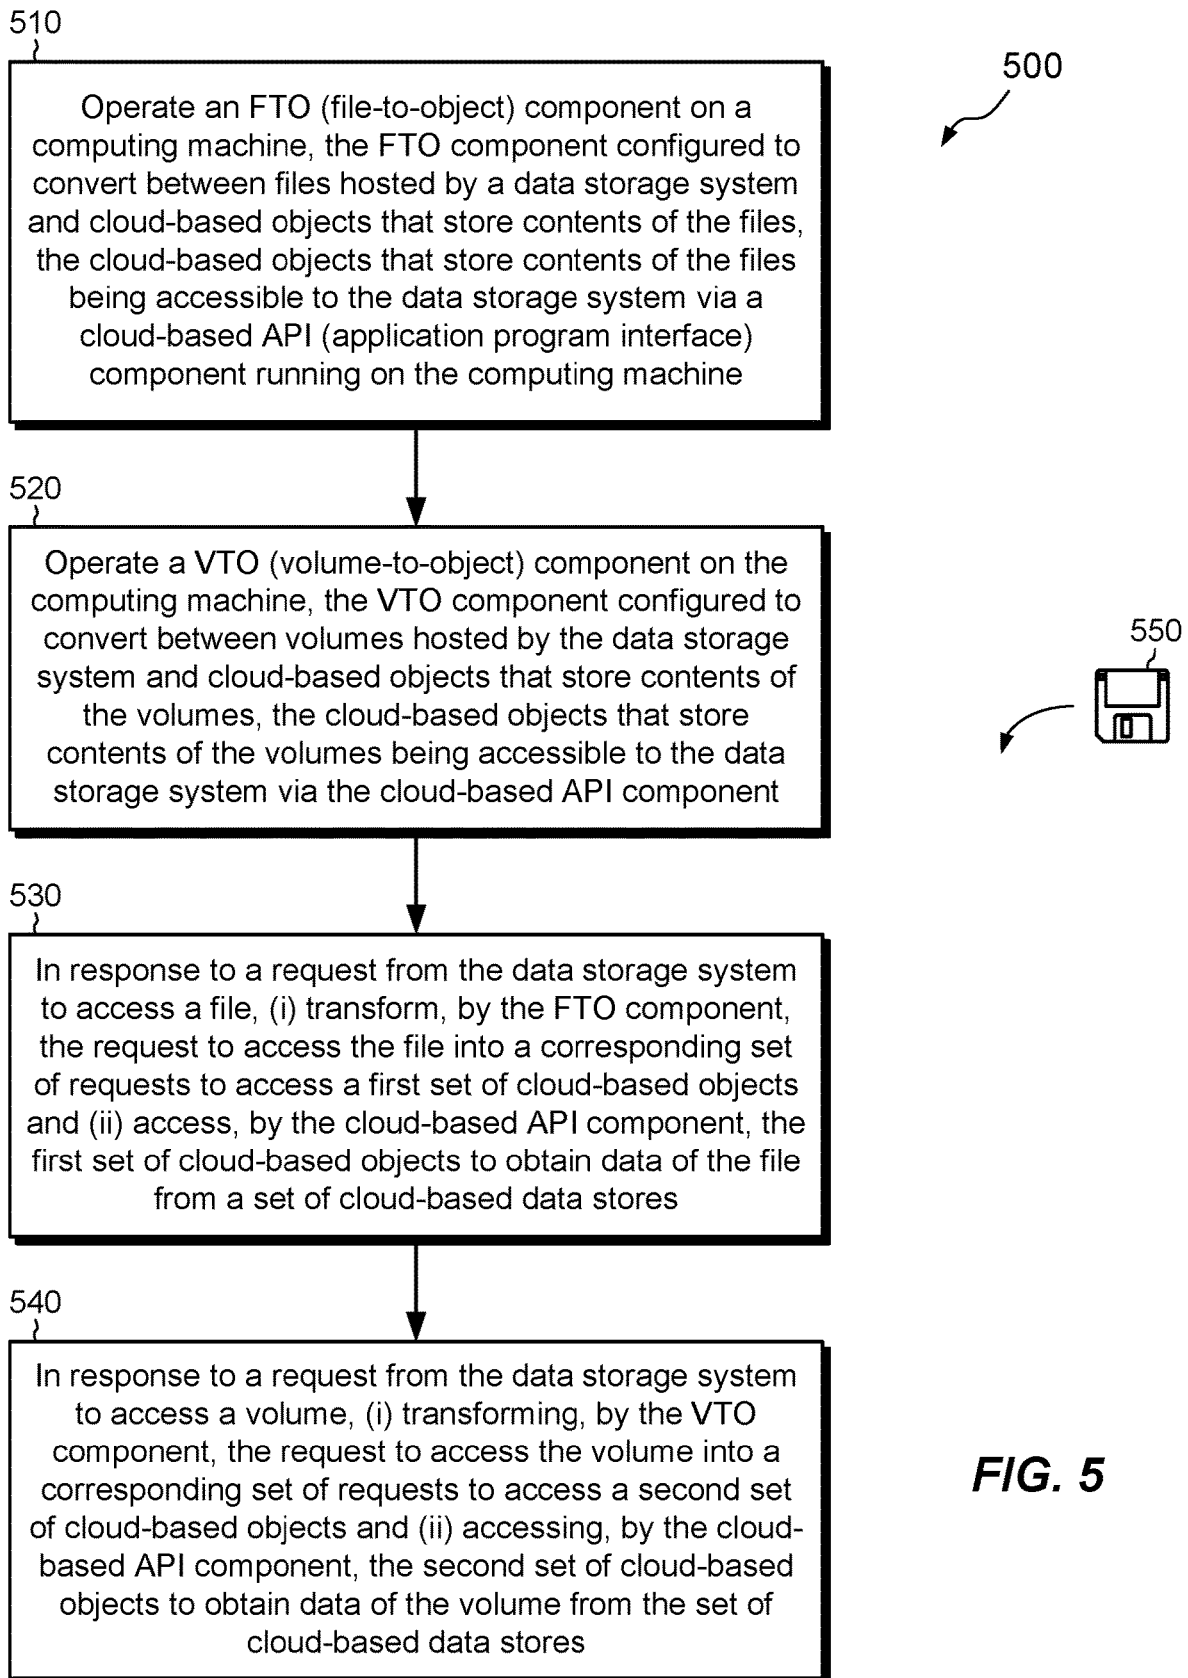 510
500
Operate an FTO (file-to-object) component on a
computing machine, the FTO component configured to
convert between files hosted by a data storage system
and cloud-based objects that store contents of the files,
the cloud-based objects that store contents of the files
being accessible to the data storage system via a
cloud-based API (application program interface)
component running on the computing machine
520
Operate a VTO (volume-to-object) component on the
computing machine, the VTO component configured to
convert between volumes hosted by the data storage
system and cloud-based objects that store contents of
the volumes, the cloud-based objects that store
contents of the volumes being accessible to the data
storage system via the cloud-based API component
550
530
In response to a request from the data storage system
to access a file, (i) transform, by the FTO component,
the request to access the file into a corresponding set
of requests to access a first set of cloud-based objects
and (ii) access, by the cloud-based API component, the
first set of cloud-based objects to obtain data of the file
from a set of cloud-based data stores
540
In response to a request from the data storage system
to access a volume, (i) transforming, by the VTO
component, the request to access the volume into a
corresponding set of requests to access a second set
of cloud-based objects and (ii) accessing, by the cloud-
based API component, the second set of cloud-based
objects to obtain data of the volume from the set of
cloud-based data stores
FIG. 5